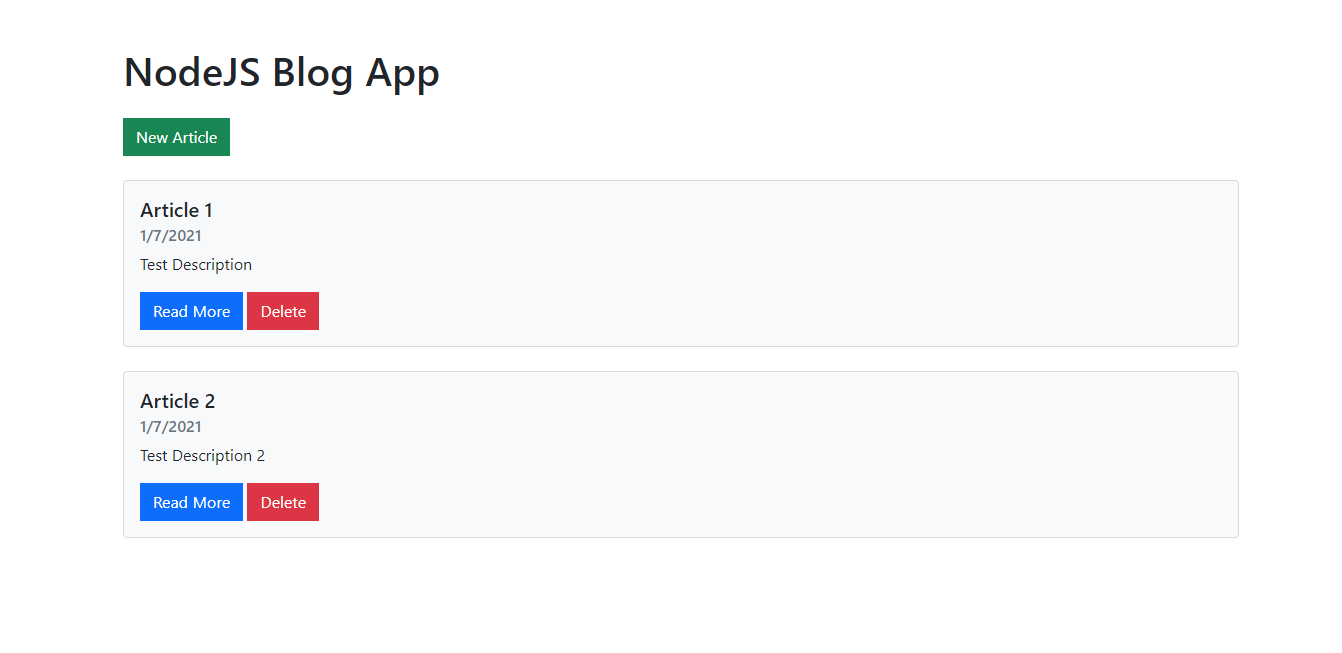 NodeJS Blog App
New Article
Article 1
1/7/2021
Test Description
Read More Delete
Article 2
1/7/2021
Test Description 2
Read More Delete